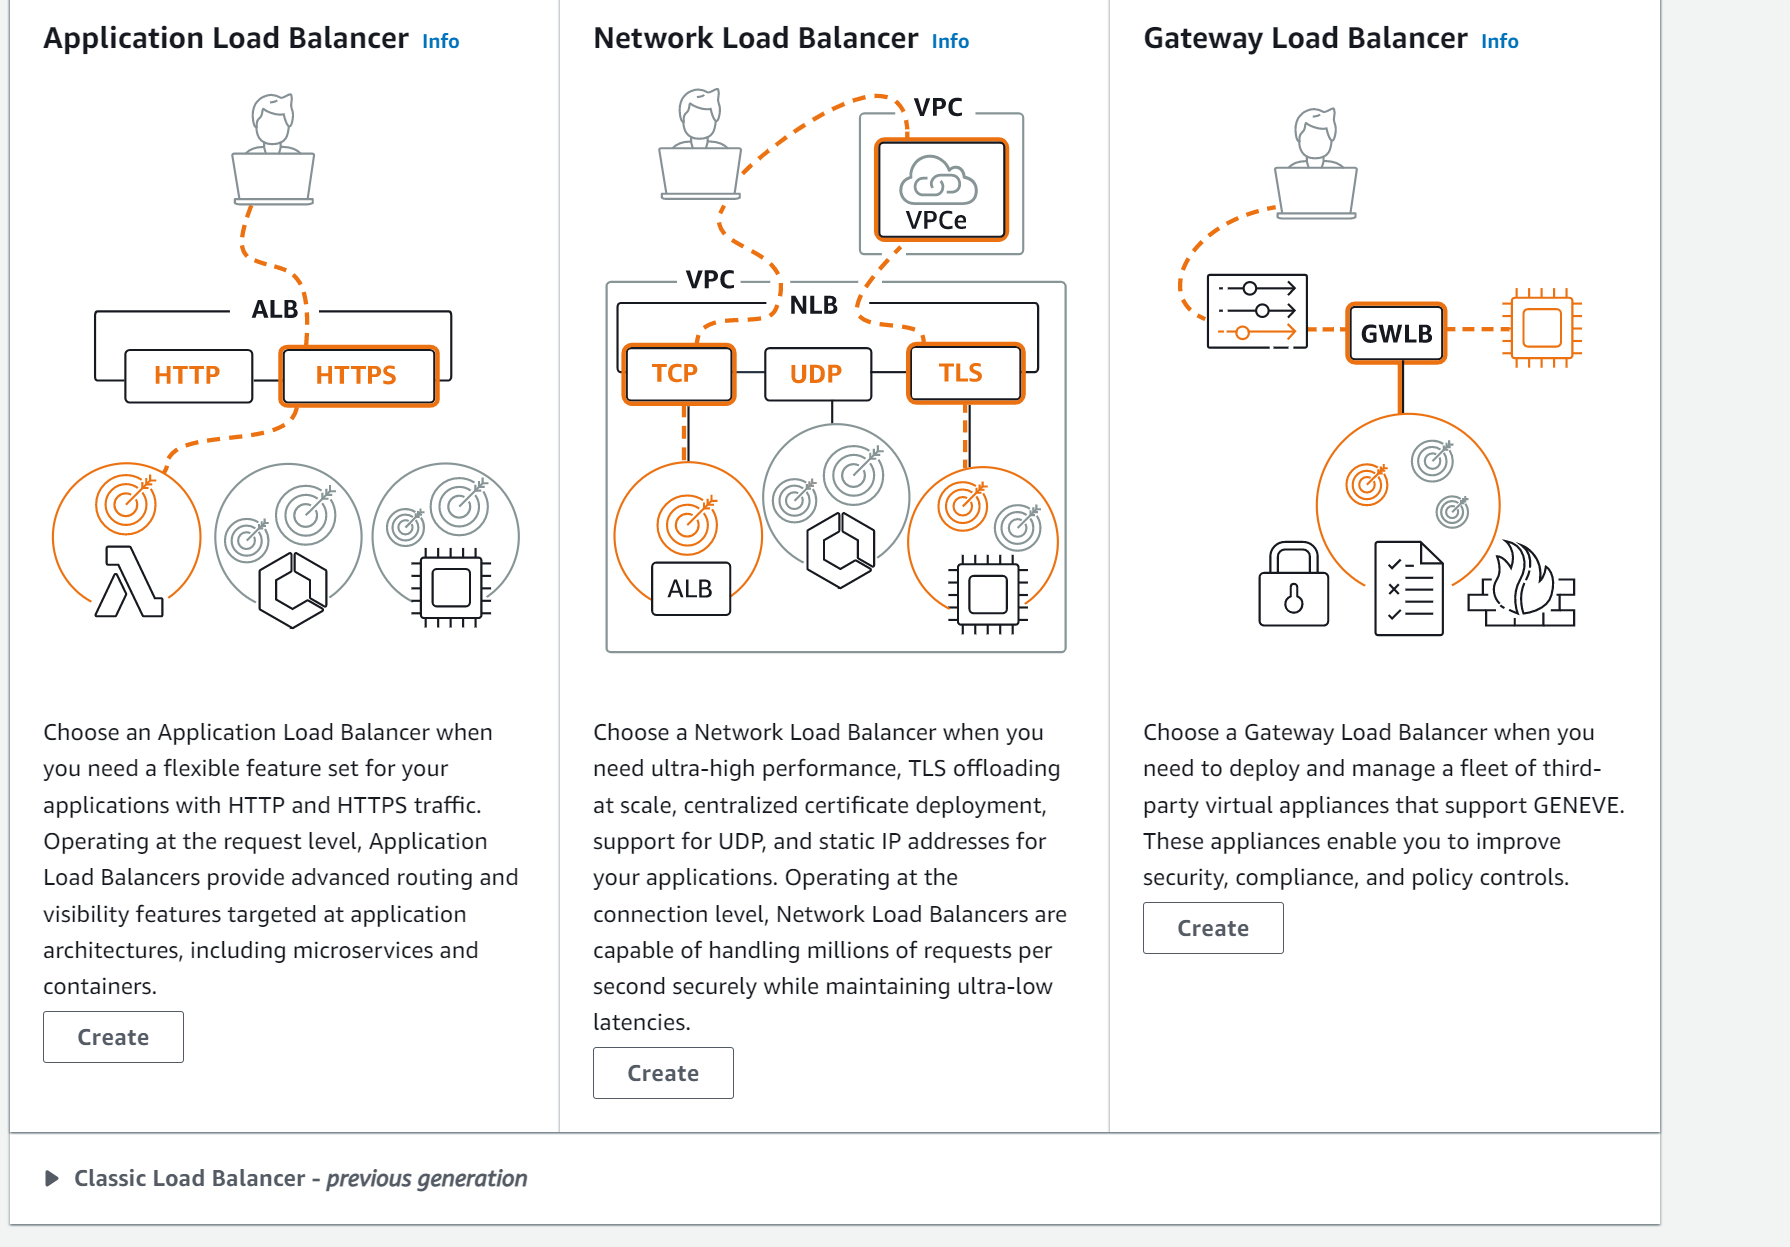 Application Load Balancer Info
ALB
HTTP
HTTPS
Choose an Application Load Balancer when
you need a flexible feature set for your
applications with HTTP and HTTPS traffic.
Operating at the request level, Application
Load Balancers provide advanced routing and
visibility features targeted at application
architectures, including microservices and
containers.
Create
Network Load Balancer Info
VPC
VPCe
VPC
NLB
TCP
UDP
TLS
ALB
Choose a Network Load Balancer when you
need ultra-high performance, TLS offloading
at scale, centralized certificate deployment,
support for UDP, and static IP addresses for
your applications. Operating at the
connection level, Network Load Balancers are
capable of handling millions of requests per
second securely while maintaining ultra-low
latencies.
Create
Gateway Load Balancer Info
GWLB
Choose a Gateway Load Balancer when you
need to deploy and manage a fleet of third-
party virtual appliances that support GENEVE.
These appliances enable you to improve
security, compliance, and policy controls.
Create
Classic Load Balancer - previous generation